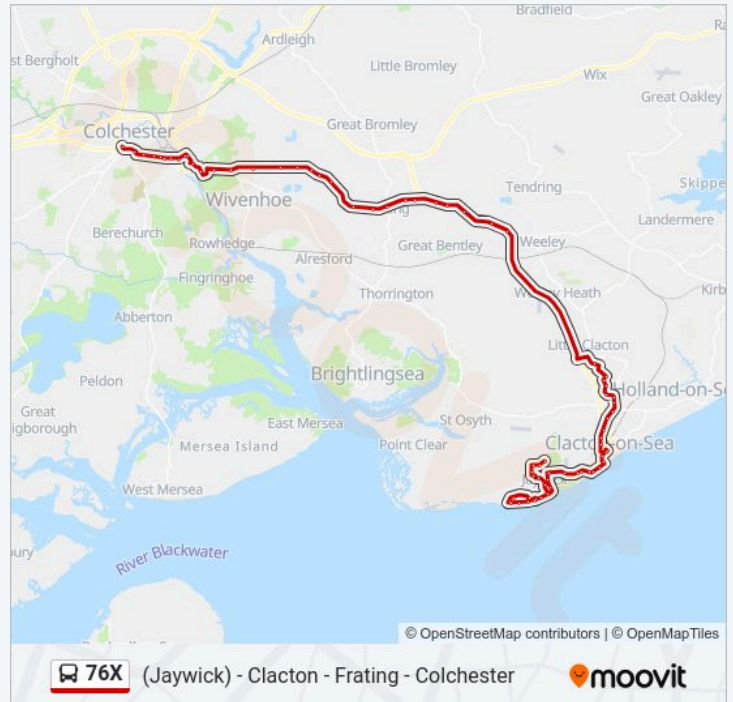 Bradfield
Ardleigh
st Bergholt
Little Bromley
Wix
Great Oakley
Colchester
Great Bromley
Tendring
Skippe
Wivenhoe
Landermere
Berechurch
Rowhedge
Great Bentley
Weeley
Alresford
Fingringhoe
Kirb
Thorrington
Abberton
Heath
Clacton
Brightlingsea
Holland-on-Se
Peldon
Great
igborough
East Mersea
St Osyth
Mersea Island
Point Clear
Clacton-on-Sea
West Mersea
River Blackwater
© OpenStreetMap contributors | © OpenMapTiles
76X (Jaywick) - Clacton - Frating - Colchester moovit